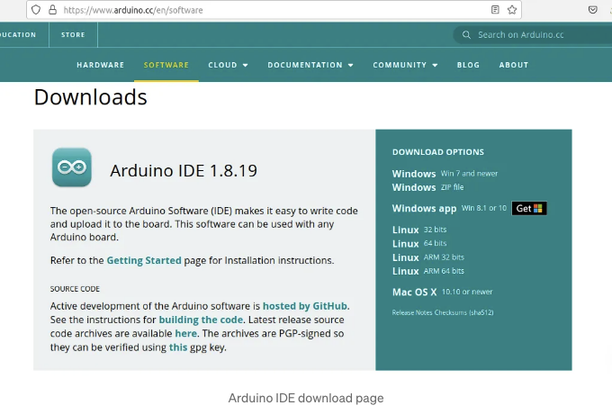 https://www.arduino.cc/en/software
UCATION STORE Search on Arduino.cc
HARDWARE SOFTWARE CLOUD DOCUMENTATION COMMUNITY BLOG ABOUT
Downloads
Arduino IDE 1.8.19
The open-source Arduino Software (IDE) makes it easy to write code
and upload it to the board. This software can be used with any
Arduino board.
Refer to the Getting Started page for Installation instructions.
SOURCE CODE
Active development of the Arduino software is hosted by GitHub.
See the instructions for building the code. Latest release source
code archives are available here. The archives are PGP-signed so
they can be verified using this gpg key.
DOWNLOAD OPTIONS
Windows Win 7 and newer
Windows ZIP file
Windows app Win 8.1 or 10 Get
Linux 32 bits
Linux 64 bits
Linux ARM 32 bits
Linux ARM 64 bits
Mac OS X 10.10 or newer
Release Notes Checksums (sha512)
Arduino IDE download page